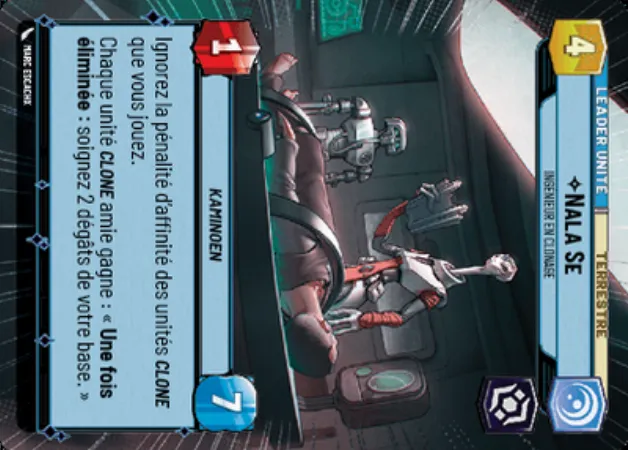 4
LEADER UNITÉ
TERRESTRE
NALA SE
INGÉNIEUR EN CLONAGE
1
KAMINOEN
7
Ignorez la pénalité d'affinité des unités CLONE
que vous jouez.
Chaque unité CLONE amie gagne : « Une fois
éliminée : soignez 2 dégâts de votre base. »
MARC ESCACHX